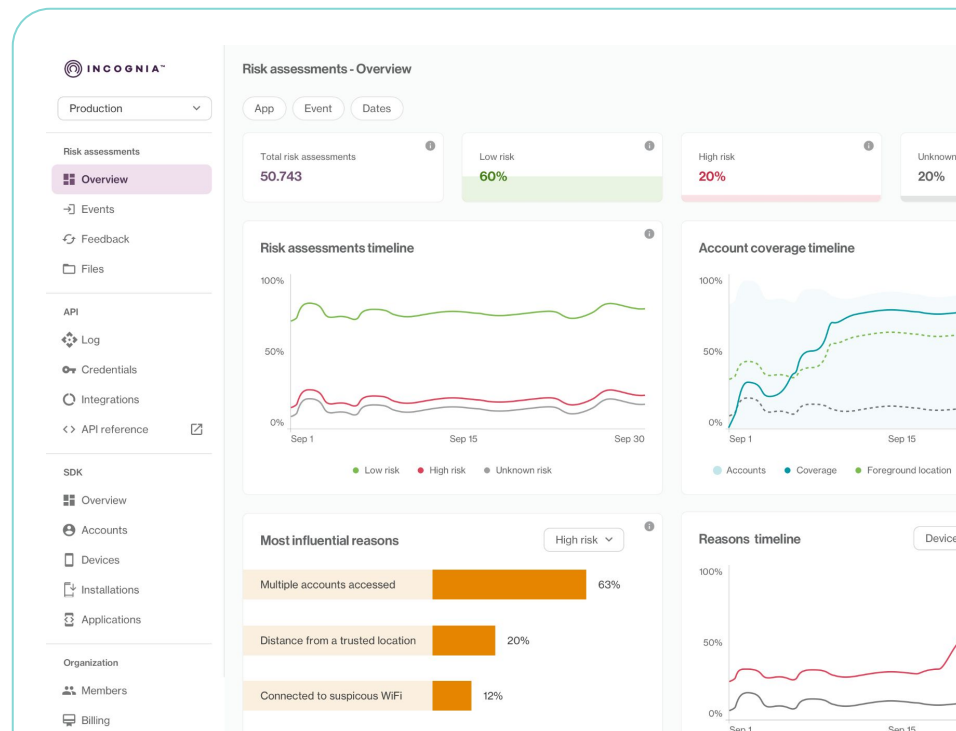 INCOGNIA™
Production
Risk assessments
Overview
Events
Feedback
Files
API
Log
Credentials
Integrations
API reference
SDK
Overview
Accounts
Devices
Installations
Applications
Organization
Members
Billing
Risk assessments - Overview
App Event Dates
Total risk assessments
50.743
Low risk
60%
High risk
20%
Unknown
20%
Risk assessments timeline
100%
50%
0%
Sep 1 Sep 15 Sep 30
Low risk High risk Unknown risk
Account coverage timeline
100%
50%
0%
Sep 1 Sep 15
Accounts Coverage Foreground location
Most influential reasons
High risk
Multiple accounts accessed 63%
Distance from a trusted location 20%
Connected to suspicous WiFi 12%
Reasons timeline
Device
100%
50%
0%
Sep 1 Sep 15